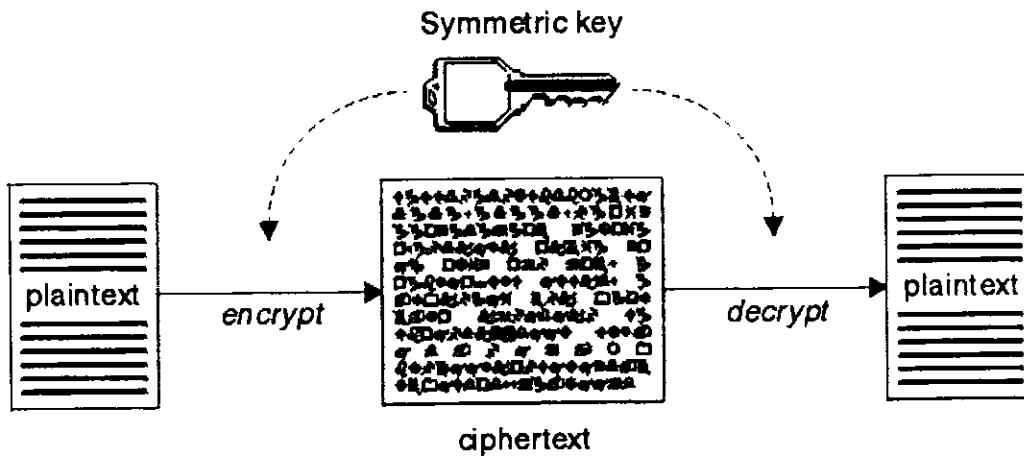 Symmetric key
plaintext
encrypt
decrypt
plaintext
ciphertext